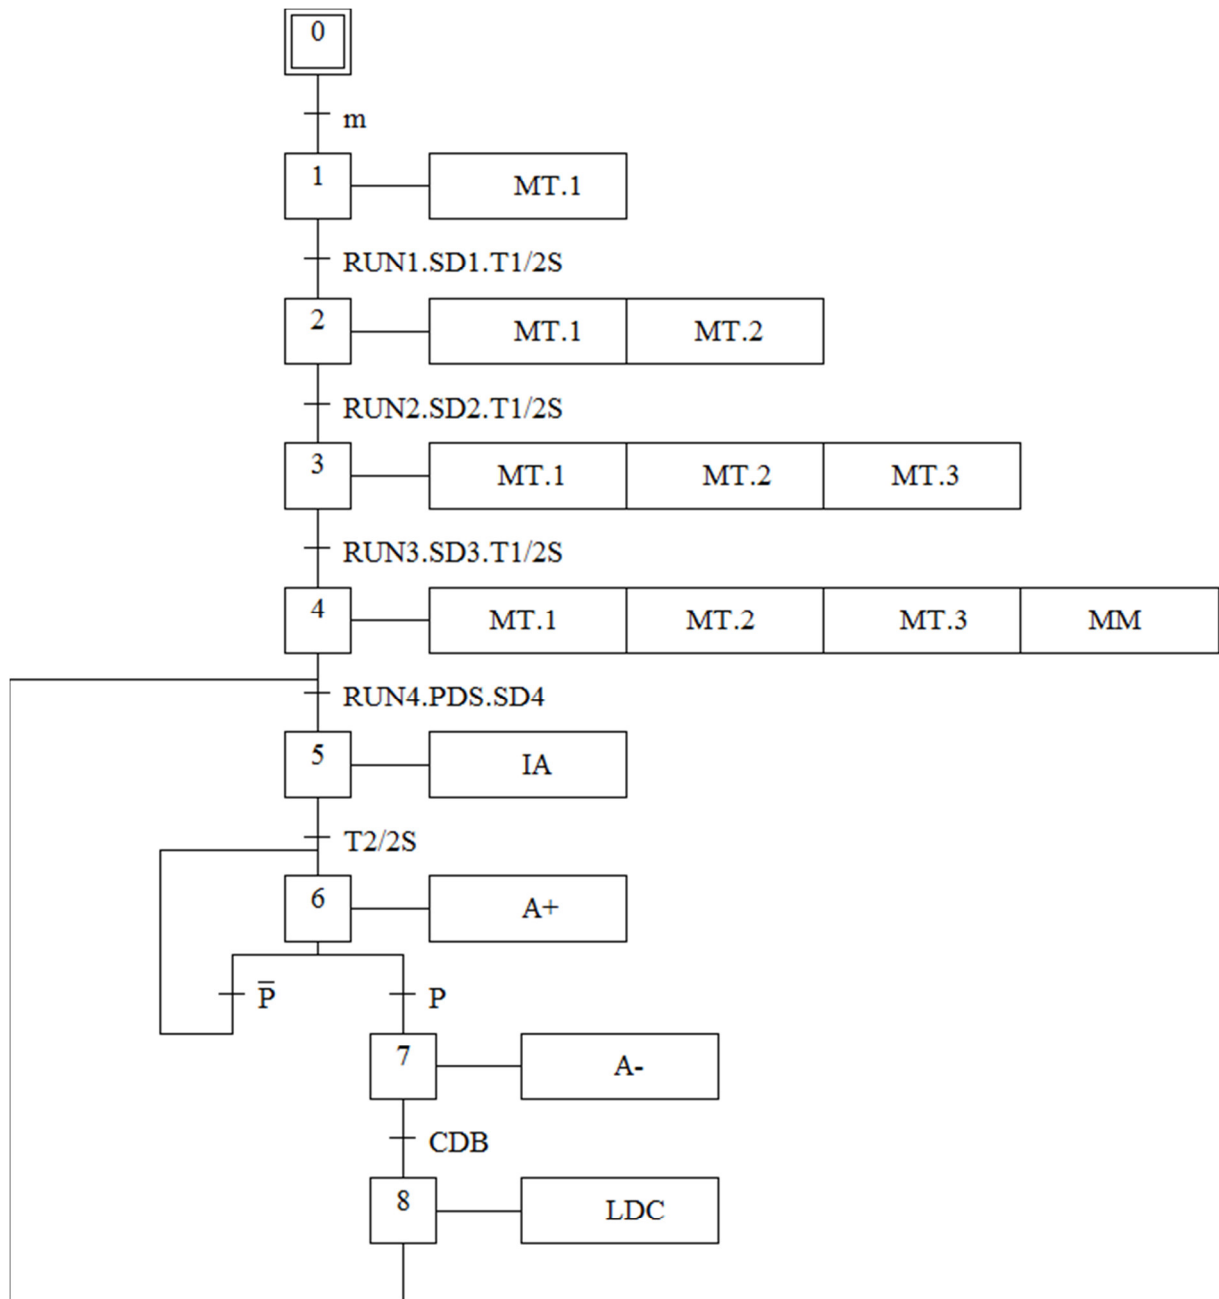 0
m
1 MT.1
RUN1.SD1.T1/2S
2 MT.1 MT.2
RUN2.SD2.T1/2S
3 MT.1 MT.2 MT.3
RUN3.SD3.T1/2S
4 MT.1 MT.2 MT.3 MM
RUN4.PDS.SD4
5 IA
T2/2S
6 A+
P̅ P
7 A-
CDB
8 LDC